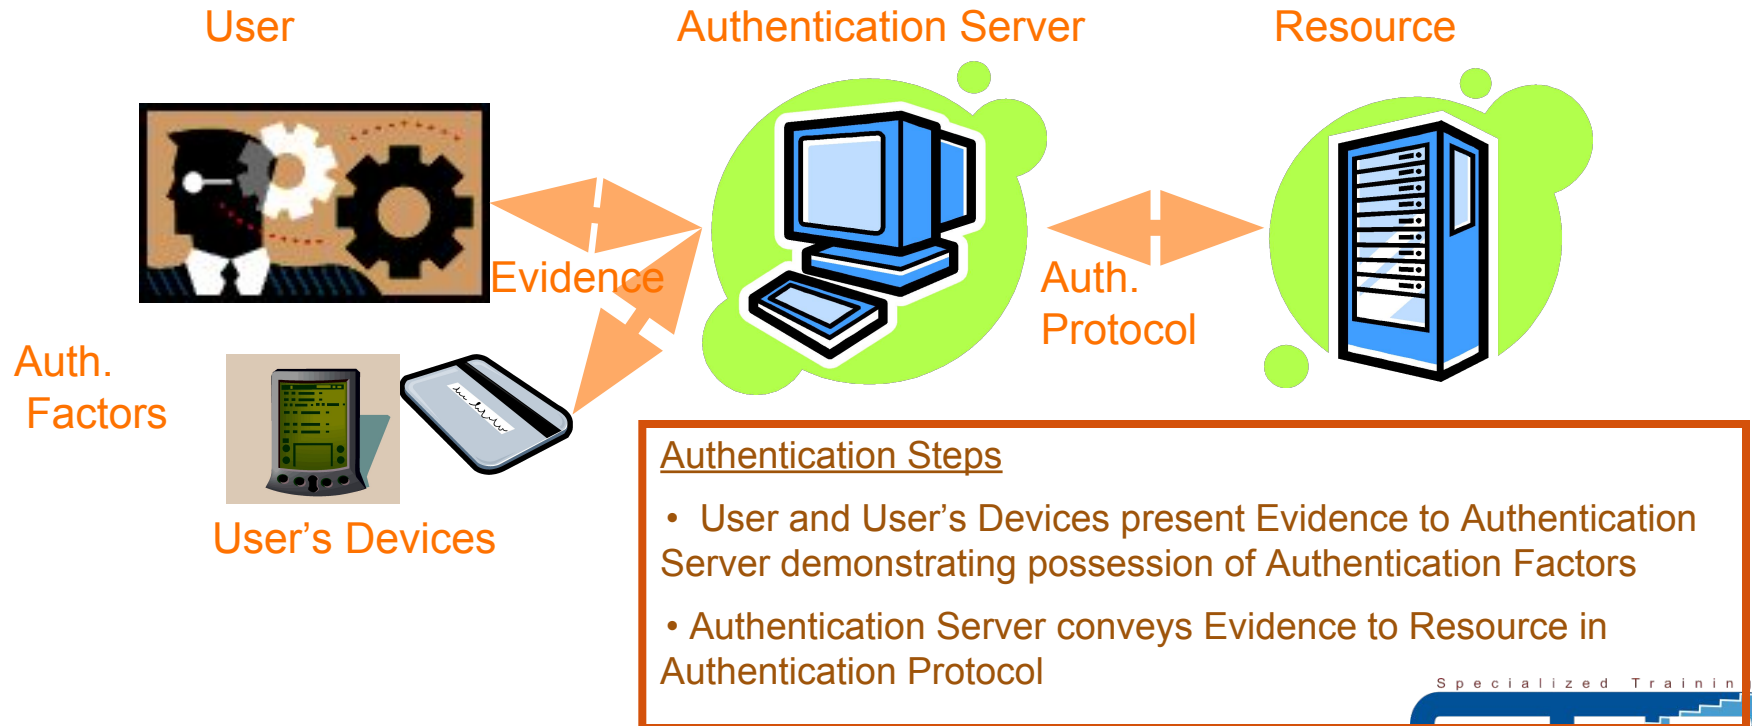 User
Authentication Server
Resource
Evidence
Auth.
Protocol
Auth.
Factors
User’s Devices
Authentication Steps
• User and User’s Devices present Evidence to Authentication
Server demonstrating possession of Authentication Factors
• Authentication Server conveys Evidence to Resource in
Authentication Protocol
Specialized Trainin